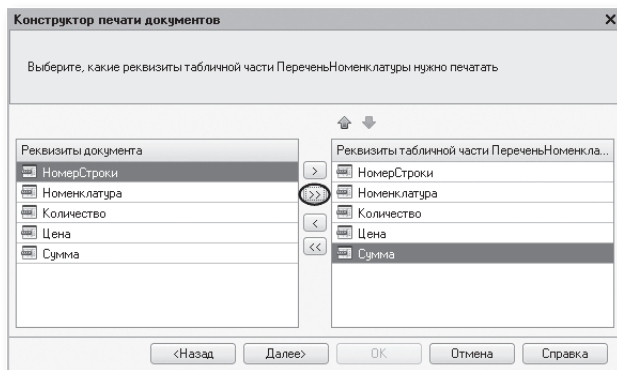 Конструктор печати документов
Выберите, какие реквизиты табличной части ПереченьНоменклатуры нужно печатать
Реквизиты документа
НомерСтроки
Номенклатура
Количество
Цена
Сумма
>
>>
<
<<
Реквизиты табличной части ПереченьНоменкла...
НомерСтроки
Номенклатура
Количество
Цена
Сумма
<Назад Далее> ОК Отмена Справка